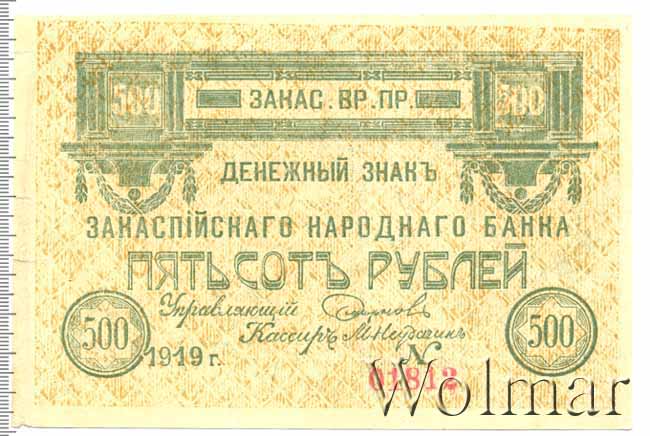 500 ЗАКАС. ВР. ПР. 500
ДЕНЕЖНЫЙ ЗНАКЪ
ЗАКАСПІЙСКАГО НАРОДНАГО БАНКА
ПЯТЬСОТЪ РУБЛЕЙ
Управляющій
Кассиръ
500 1919 г. 500
№
01812
Wolmar